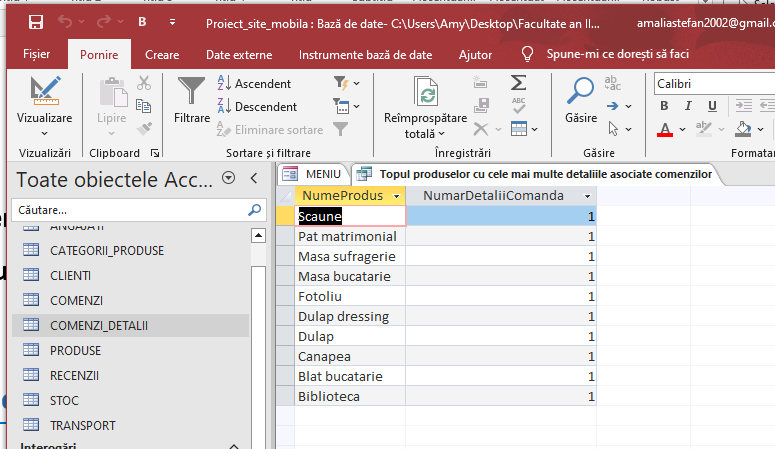 Proiect_site_mobila : Bază de date- C:\Users\Amy\Desktop\Facultate an II...
amaliastefan2002@gmail.c
Fișier Pornire Creare Date externe Instrumente bază de date Ajutor Spune-mi ce dorești să faci
Vizualizare
Vizualizări
Lipire
Clipboard
Filtrare
Ascendent
Descendent
Eliminare sortare
Sortare și filtrare
Reîmprospătare
totală
Înregistrări
Găsire
Găsire
Calibri
B I U
Formatar
Toate obiectele Acc...
Căutare...
ANGAJATI
CATEGORII_PRODUSE
CLIENTI
COMENZI
COMENZI_DETALII
PRODUSE
RECENZII
STOC
TRANSPORT
Interogări
MENIU
Topul produselor cu cele mai multe detaliile asociate comenzilor
NumeProdus NumarDetaliiComanda
Scaune 1
Pat matrimonial 1
Masa sufragerie 1
Masa bucatarie 1
Fotoliu 1
Dulap dressing 1
Dulap 1
Canapea 1
Blat bucatarie 1
Biblioteca 1